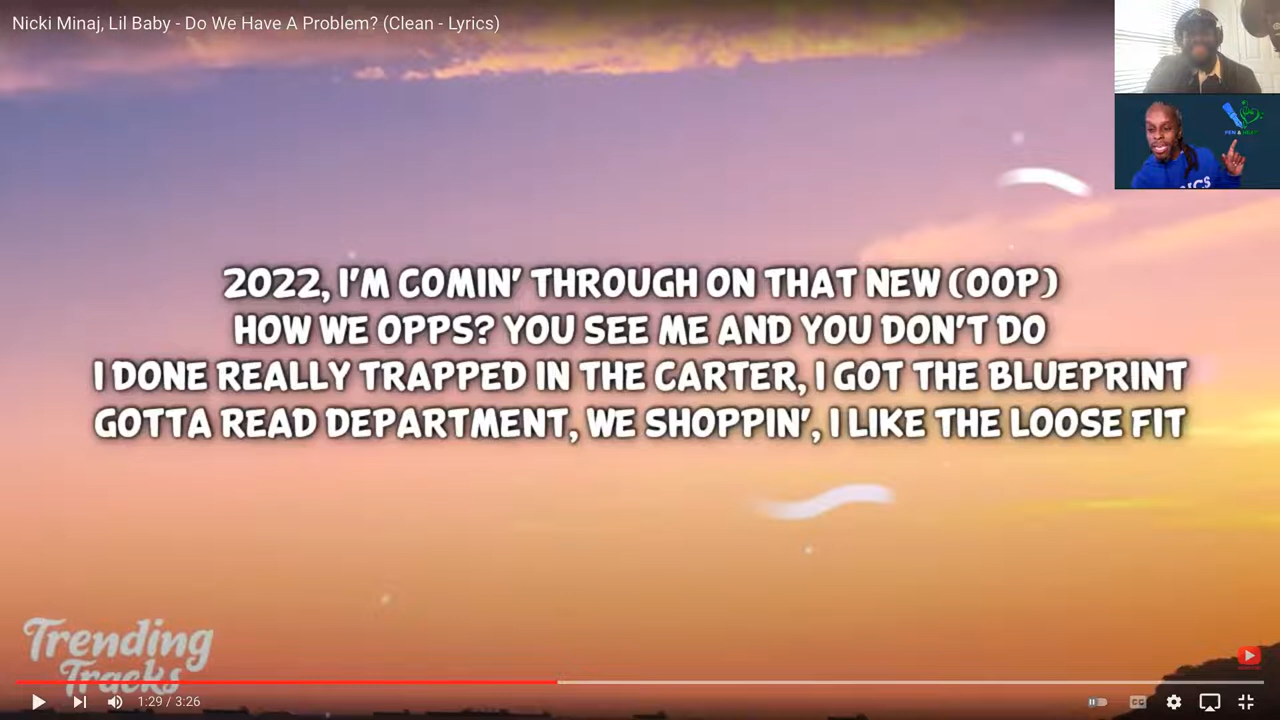 Nicki Minaj, Lil Baby - Do We Have A Problem? (Clean - Lyrics)
PEN &
2022, I'M COMIN' THROUGH ON THAT NEW (OOP)
HOW WE OPPS? YOU SEE ME AND YOU DON'T DO
I DONE REALLY TRAPPED IN THE CARTER, I GOT THE BLUEPRINT
GOTTA READ DEPARTMENT, WE SHOPPIN', I LIKE THE LOOSE FIT
Trending
Tracks
1:29 / 3:26
CC